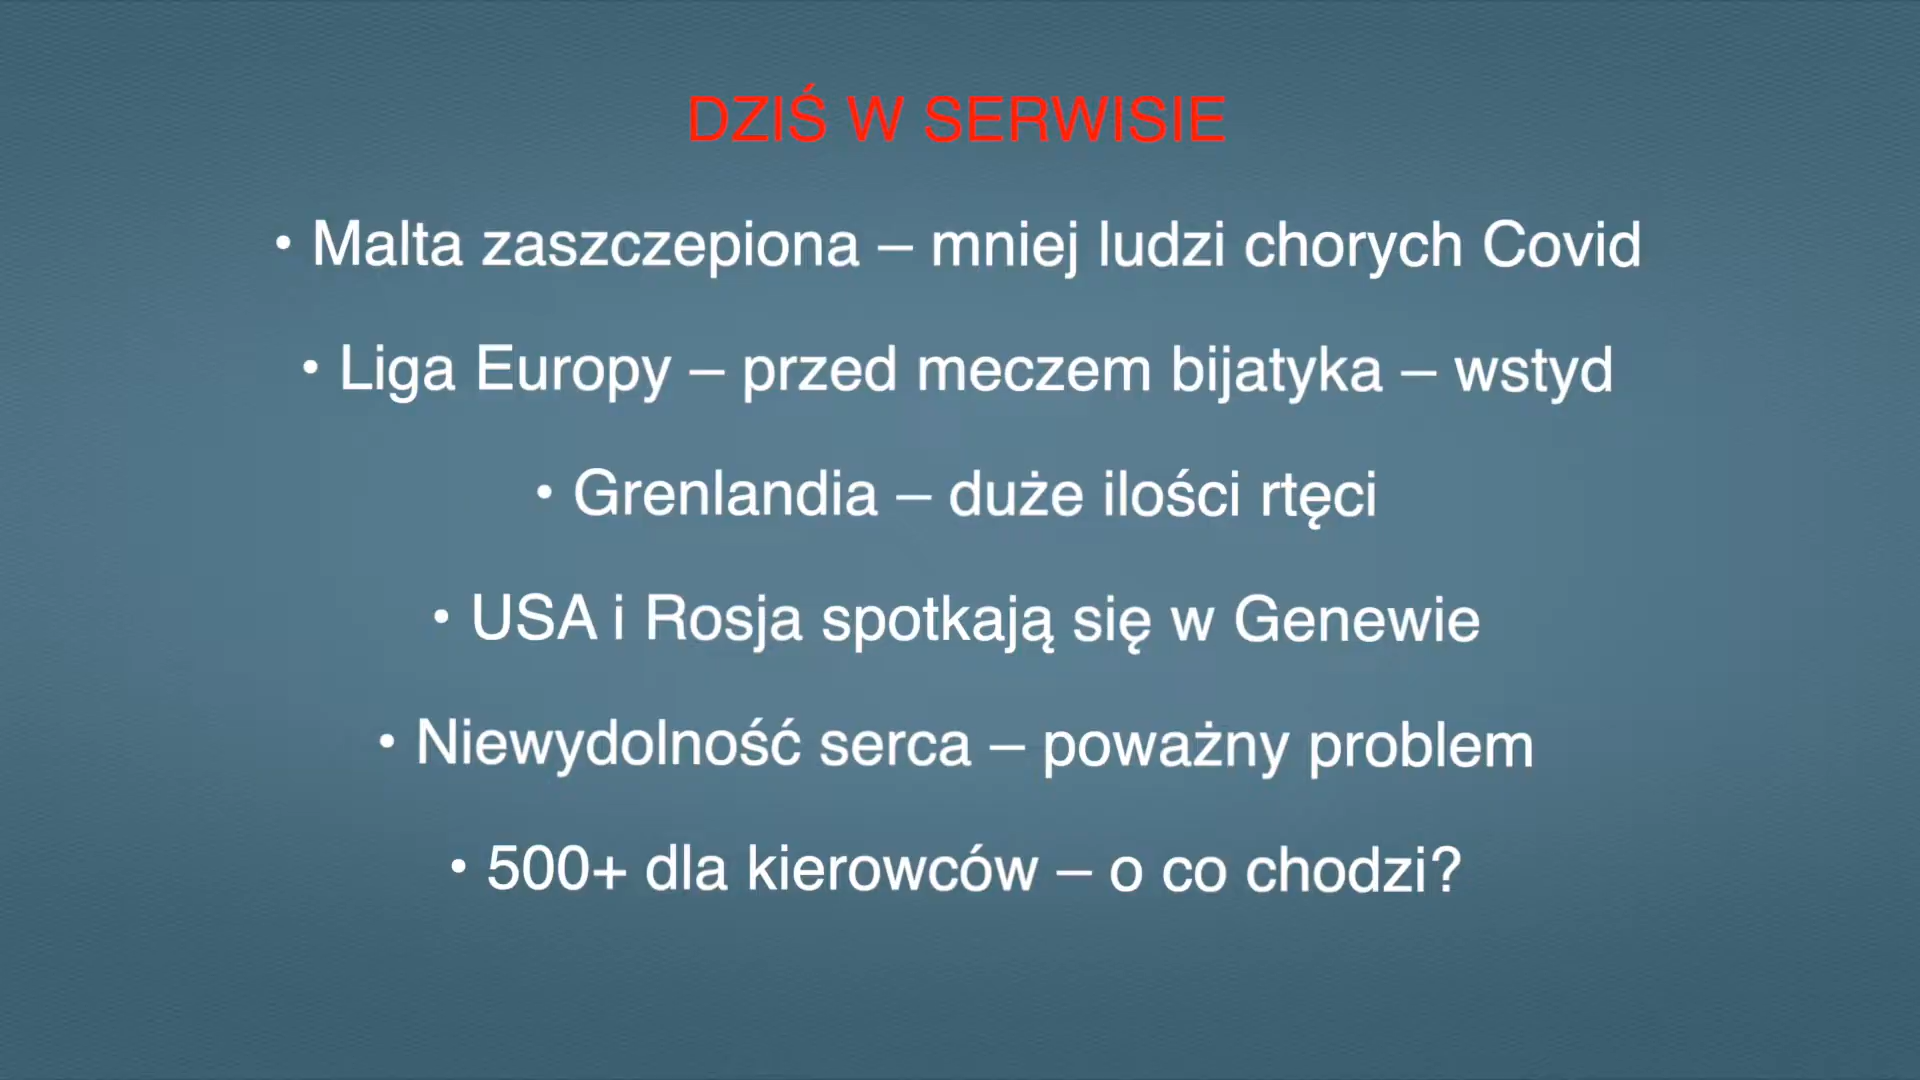 DZIŚ W SERWISIE
• Malta zaszczepiona – mniej ludzi chorych Covid
• Liga Europy – przed meczem bijatyka – wstyd
• Grenlandia – duże ilości rtęci
• USA i Rosja spotkają się w Genewie
• Niewydolność serca – poważny problem
• 500+ dla kierowców – o co chodzi?